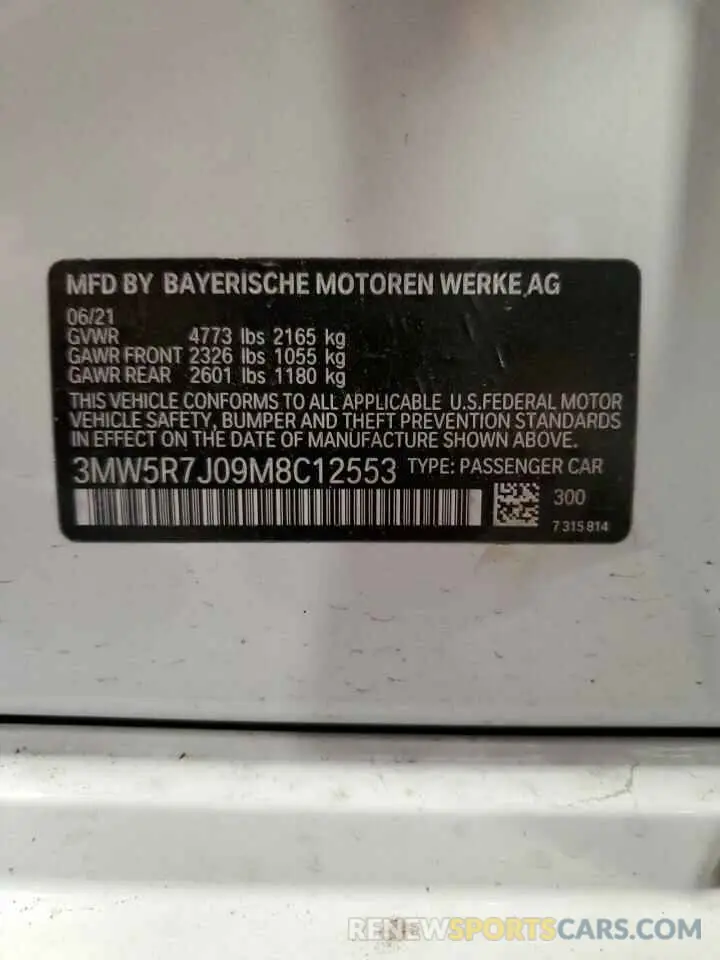 MFD BY BAYERISCHE MOTOREN WERKE AG
06/21
GVWR 4773 lbs 2165 kg
GAWR FRONT 2326 lbs 1055 kg
GAWR REAR 2601 lbs 1180 kg
THIS VEHICLE CONFORMS TO ALL APPLICABLE U.S.FEDERAL MOTOR
VEHICLE SAFETY, BUMPER AND THEFT PREVENTION STANDARDS
IN EFFECT ON THE DATE OF MANUFACTURE SHOWN ABOVE.
3MW5R7J09M8C12553 TYPE: PASSENGER CAR
300
7 315 814
RENEWSPORTSCARS.COM